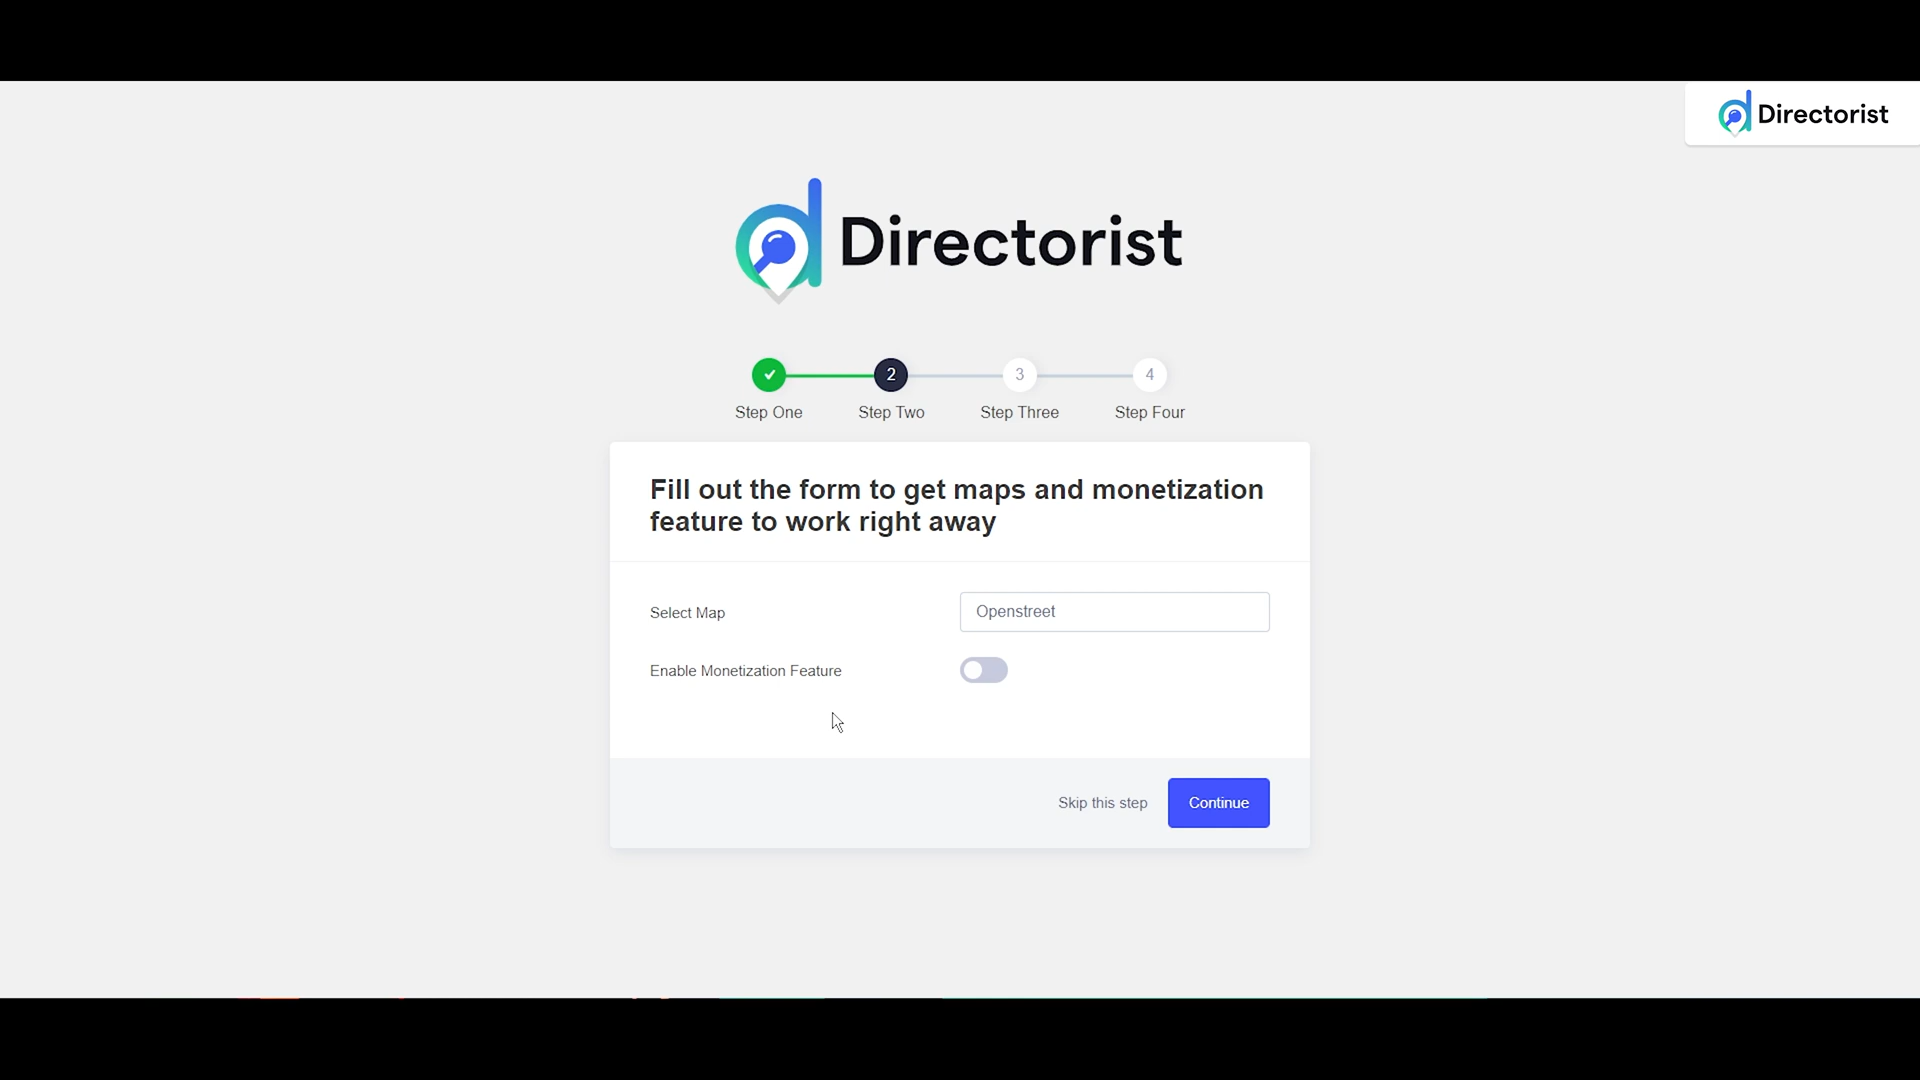 Directorist
Directorist
2
3
4
Step One
Step Two
Step Three
Step Four
Fill out the form to get maps and monetization
feature to work right away
Select Map
Openstreet
Enable Monetization Feature
Skip this step
Continue